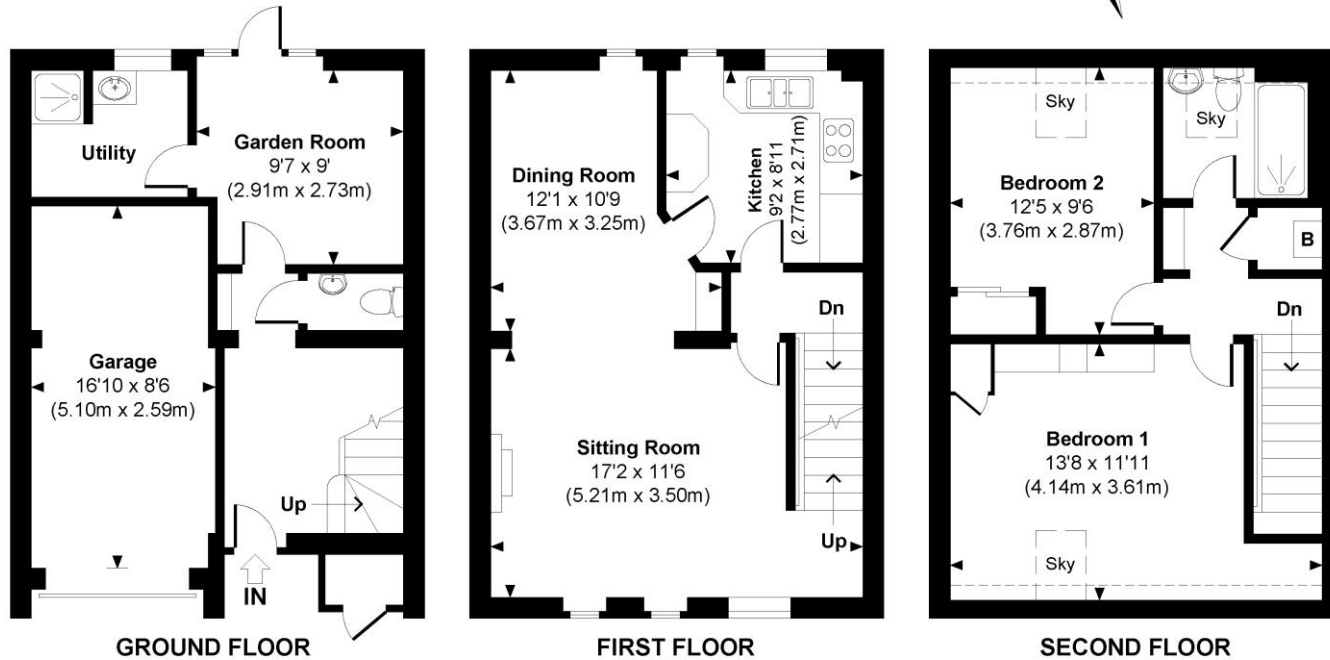 Utility
Garden Room
9'7 x 9'
(2.91m x 2.73m)
Garage
16'10 x 8'6
(5.10m x 2.59m)
Up
IN
GROUND FLOOR
Dining Room
12'1 x 10'9
(3.67m x 3.25m)
Kitchen
9'2 x 8'11
(2.77m x 2.71m)
Dn
Sitting Room
17'2 x 11'6
(5.21m x 3.50m)
Up
FIRST FLOOR
Sky
Sky
Bedroom 2
12'5 x 9'6
(3.76m x 2.87m)
B
Dn
Bedroom 1
13'8 x 11'11
(4.14m x 3.61m)
Sky
SECOND FLOOR